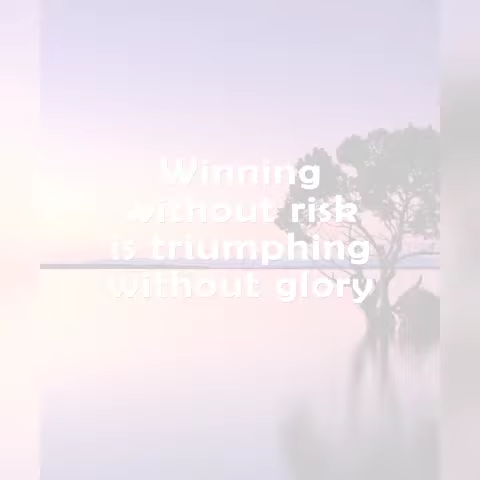 Winning
without risk
is triumphing
without glory